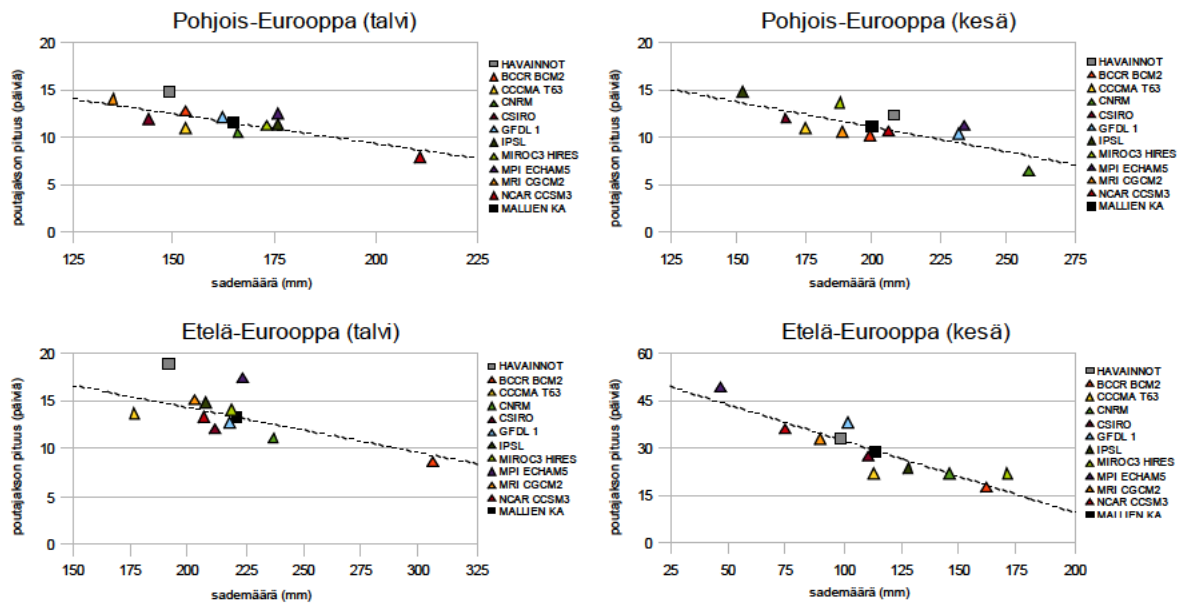 Pohjois-Eurooppa (talvi)
poutajakson pituus (päiviä)
20
15
10
5
0
125
150
175
200
225
sademäärä (mm)
HAVAINNOT
BCCR BCM2
CCCMA T63
CNRM
CSIRO
GFDL 1
IPSL
MIROC3 HIRES
MPI ECHAM5
MRI CGCM2
NCAR CCSM3
MALLIEN KA
Pohjois-Eurooppa (kesä)
poutajakson pituus (päiviä)
20
15
10
5
0
125
150
175
200
225
250
275
sademäärä (mm)
HAVAINNOT
BCCR BCM2
CCCMA T63
CNRM
CSIRO
GFDL 1
IPSL
MIROC3 HIRES
MPI ECHAM5
MRI CGCM2
NCAR CCSM3
MALLIEN KA
Etelä-Eurooppa (talvi)
poutajakson pituus (päiviä)
20
15
10
5
0
150
175
200
225
250
275
300
325
sademäärä (mm)
HAVAINNOT
BCCR BCM2
CCCMA T63
CNRM
CSIRO
GFDL 1
IPSL
MIROC3 HIRES
MPI ECHAM5
MRI CGCM2
NCAR CCSM3
MALLIEN KA
Etelä-Eurooppa (kesä)
poutajakson pituus (päiviä)
60
45
30
15
0
25
50
75
100
125
150
175
200
sademäärä (mm)
HAVAINNOT
BCCR BCM2
CCCMA T63
CNRM
CSIRO
GFDL 1
IPSL
MIROC3 HIRES
MPI ECHAM5
MRI CGCM2
NCAR CCSM3
MALLIEN KA